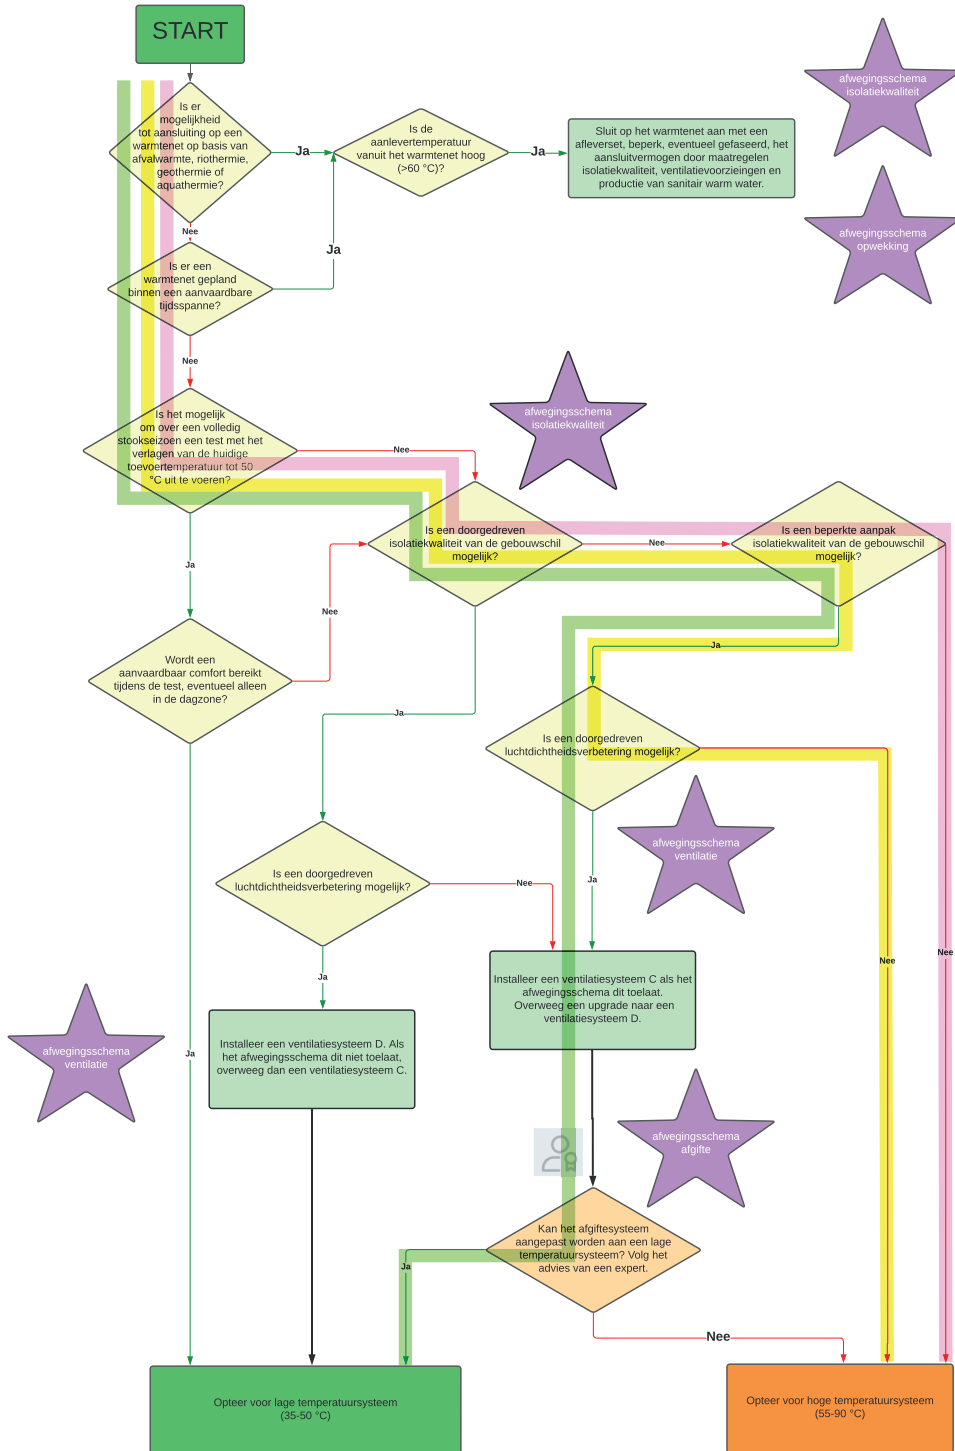 START
Is er
mogelijkheid
tot aansluiting op een
warmtenet op basis van
afvalwarmte, riothermie,
geothermie of
aquathermie?
Ja
Is de
aanlevertemperatuur
vanuit het warmtenet hoog
(>60 °C)?
Ja
Sluit op het warmtenet aan met een
afleverset, beperk, eventueel gefaseerd, het
aansluitvermogen door maatregelen
isolatiekwaliteit, ventilatievoorzieingen en
productie van sanitair warm water.
afwegingsschema
isolatiekwaliteit
afwegingsschema
opwekking
Nee
Ja
Is er een
warmtenet gepland
binnen een aanvaardbare
tijdsspanne?
Nee
Is het mogelijk
om over een volledig
stookseizoen een test met het
verlagen van de huidige
toevoertemperatuur tot 50
°C uit te voeren?
Nee
afwegingsschema
isolatiekwaliteit
Is een doorgedreven
isolatiekwaliteit van de gebouwschil
mogelijk?
Nee
Is een beperkte aanpak
isolatiekwaliteit van de gebouwschil
mogelijk?
Ja
Nee
Wordt een
aanvaardbaar comfort bereikt
tijdens de test, eventueel alleen
in de dagzone?
Ja
Ja
Is een doorgedreven
luchtdichtheidsverbetering mogelijk?
afwegingsschema
ventilatie
Is een doorgedreven
luchtdichtheidsverbetering mogelijk?
Nee
Ja
Nee
Nee
Ja
Installeer een ventilatiesysteem C als het
afwegingsschema dit toelaat.
Overweeg een upgrade naar een
ventilatiesysteem D.
Installeer een ventilatiesysteem D. Als
het afwegingsschema dit niet toelaat,
overweeg dan een ventilatiesysteem C.
Ja
afwegingsschema
ventilatie
afwegingsschema
afgifte
Kan het afgiftesysteem
aangepast worden aan een lage
temperatuursysteem? Volg het
advies van een expert.
Ja
Nee
Opteer voor lage temperatuursysteem
(35-50 °C)
Opteer voor hoge temperatuursysteem
(55-90 °C)